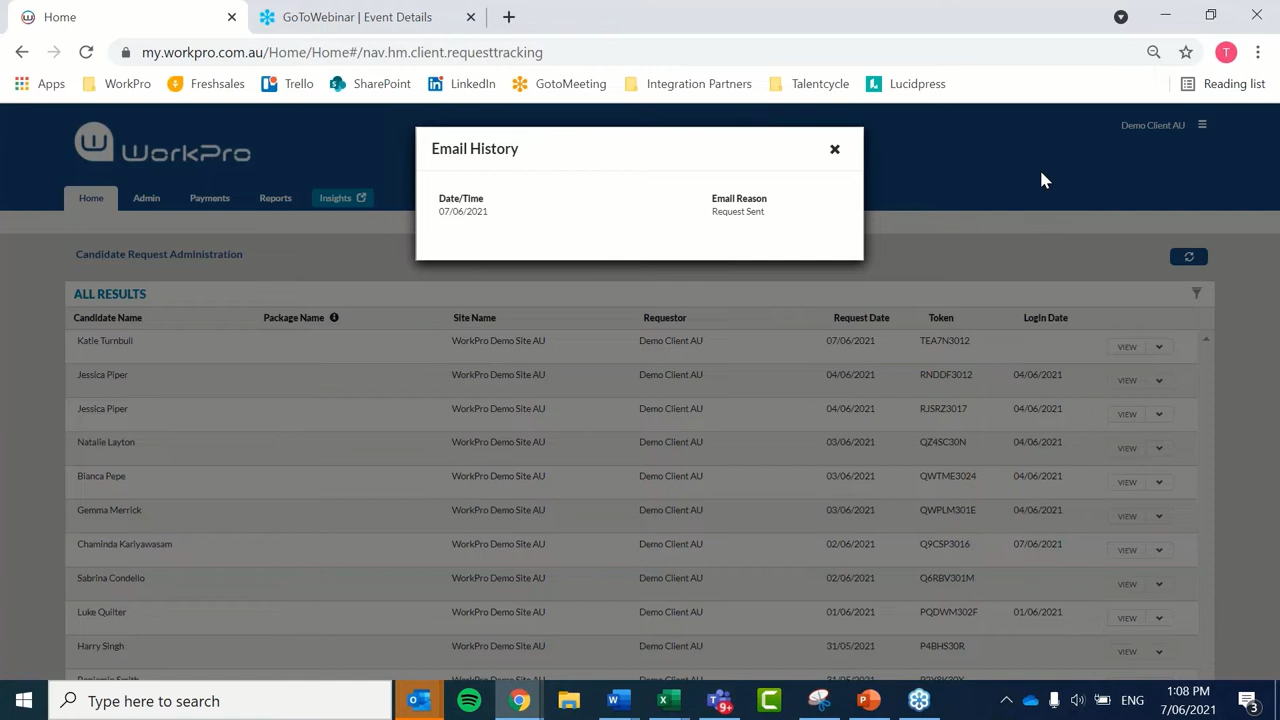 Home
GoToWebinar | Event Details
my.workpro.com.au/Home/Home#/nav.hm.client.requesttracking
T
Apps WorkPro Freshsales Trello SharePoint LinkedIn GotoMeeting Integration Partners Talentcycle Lucidpress Reading list
WorkPro
Demo Client AU
Home Admin Payments Reports Insights
Email History
Date/Time Email Reason
07/06/2021 Request Sent
Candidate Request Administration
ALL RESULTS
Candidate Name Package Name Site Name Requestor Request Date Token Login Date
Katie Turnbull WorkPro Demo Site AU Demo Client AU 07/06/2021 TEA7N3012 VIEW
Jessica Piper WorkPro Demo Site AU Demo Client AU 04/06/2021 RNDDF3012 04/06/2021 VIEW
Jessica Piper WorkPro Demo Site AU Demo Client AU 04/06/2021 RJSRZ3017 04/06/2021 VIEW
Natalie Layton WorkPro Demo Site AU Demo Client AU 03/06/2021 QZ4SC30N 04/06/2021 VIEW
Bianca Pepe WorkPro Demo Site AU Demo Client AU 03/06/2021 QWTME3024 04/06/2021 VIEW
Gemma Merrick WorkPro Demo Site AU Demo Client AU 03/06/2021 QWPLM301E 04/06/2021 VIEW
Chaminda Kariyawasam WorkPro Demo Site AU Demo Client AU 02/06/2021 Q9CSP3016 07/06/2021 VIEW
Sabrina Condello WorkPro Demo Site AU Demo Client AU 02/06/2021 Q6RBV301M VIEW
Luke Quilter WorkPro Demo Site AU Demo Client AU 01/06/2021 PQDWM302F 01/06/2021 VIEW
Harry Singh WorkPro Demo Site AU Demo Client AU 31/05/2021 P4BHS30R VIEW
Type here to search
9+
ENG
1:08 PM
7/06/2021
3